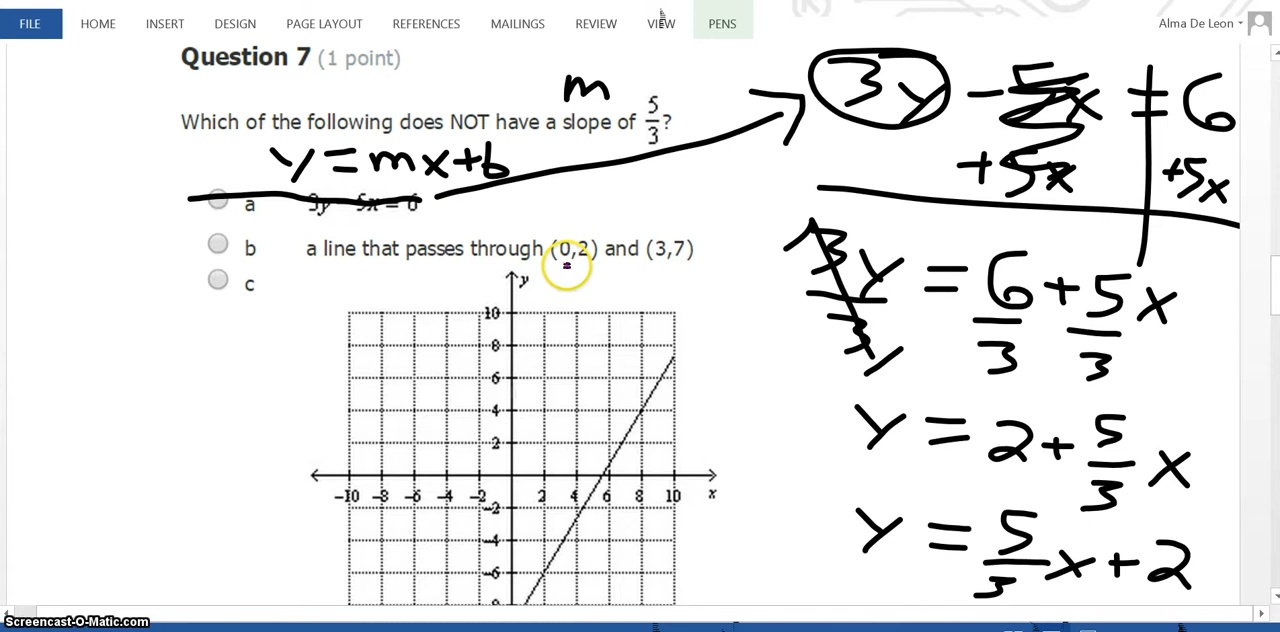 FILE HOME INSERT DESIGN PAGE LAYOUT REFERENCES MAILINGS REVIEW VIEW PENS Alma De Leon
Question 7 (1 point)
m
Which of the following does NOT have a slope of 5/3?
y = mx+b
a 3y - 5x = 6
b a line that passes through (0,2) and (3,7)
c
y
10
8
6
4
2
-10 -8 -6 -4 -2 2 4 6 8 10 x
-2
-4
-6
3y - 5x = 6
+5x +5x
3y/3 = 6/3 + 5/3 x
y = 2 + 5/3 x
y = 5/3 x + 2
Screencast-O-Matic.com